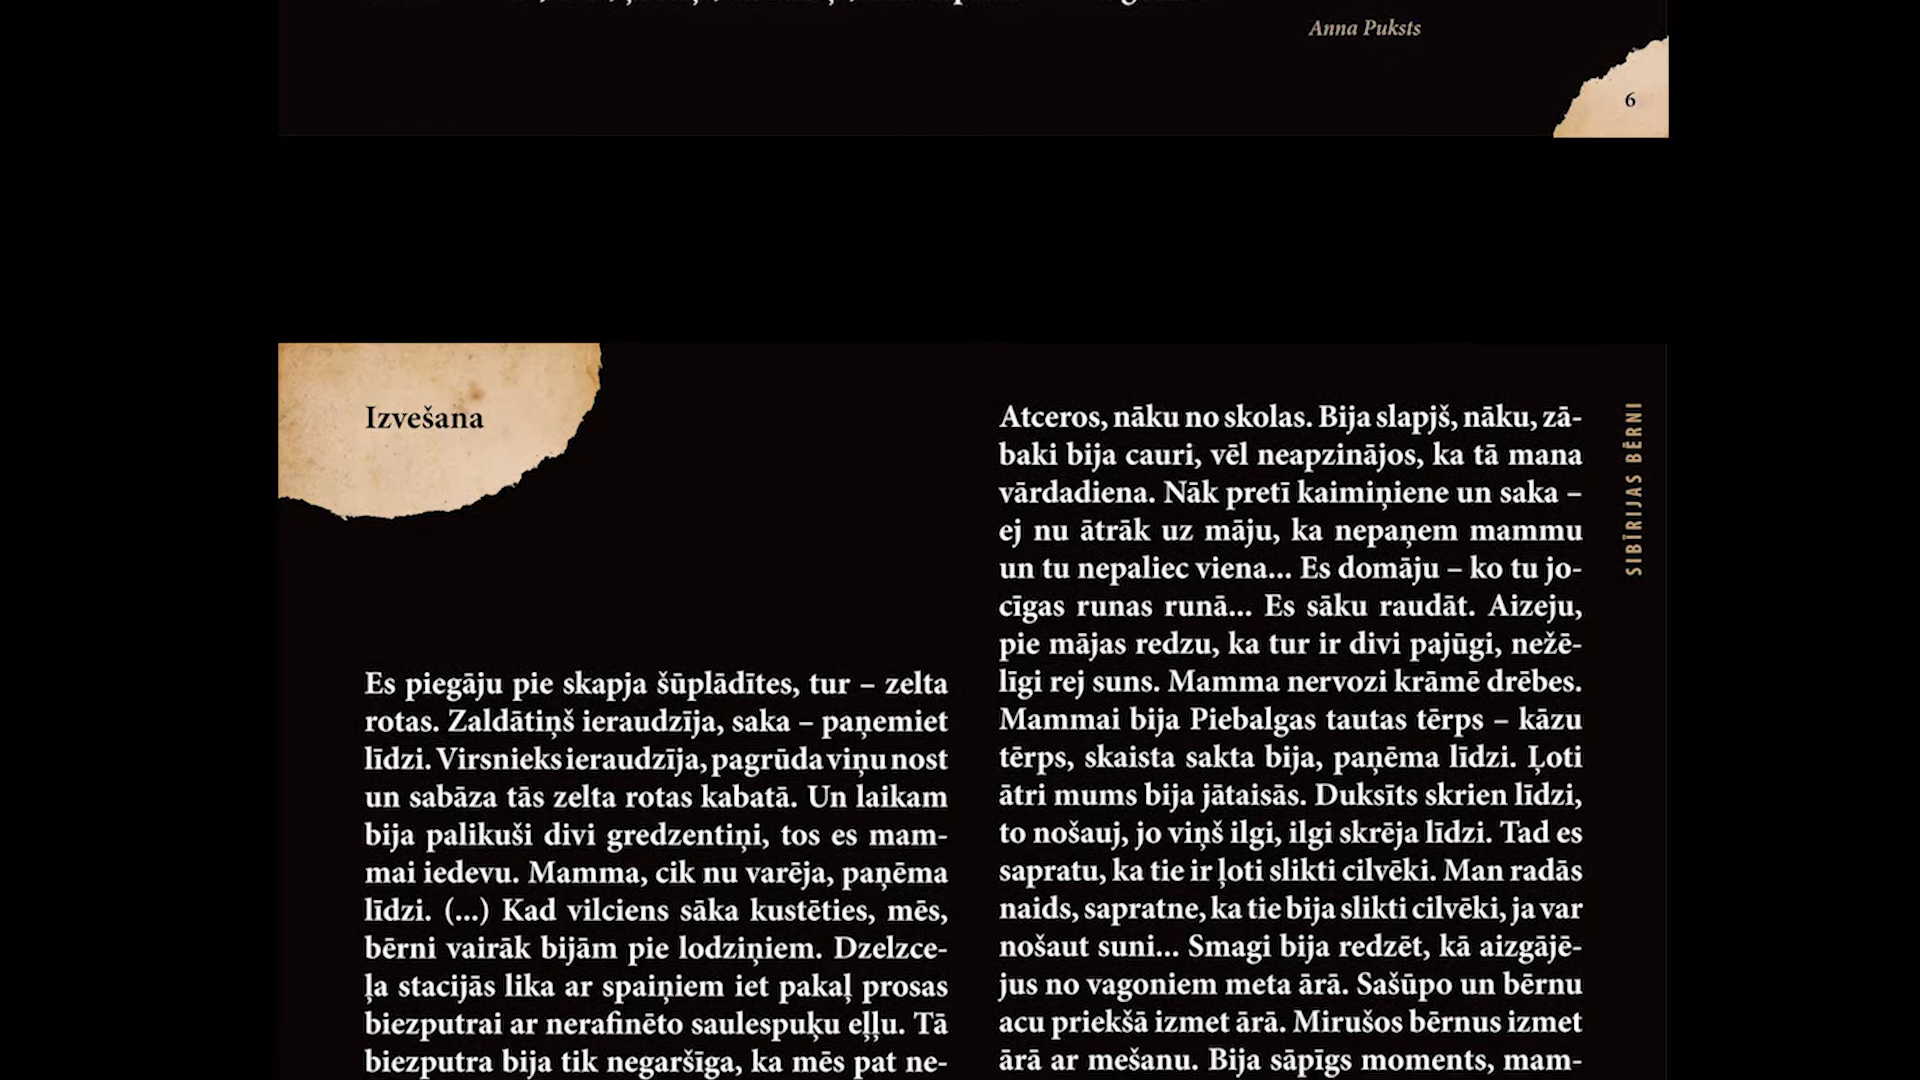 Anna Puksts
6
Izvešana
Es piegāju pie skapja šūplādītes, tur – zelta
rotas. Zaldātiņš ieraudzīja, saka – paņemiet
līdzi. Virsnieks ieraudzīja, pagrūda viņu nost
un sabāza tās zelta rotas kabatā. Un laikam
bija palikuši divi gredzentiņi, tos es mam-
mai iedevu. Mamma, cik nu varēja, paņēma
līdzi. (...) Kad vilciens sāka kustēties, mēs,
bērni vairāk bijām pie lodziņiem. Dzelzce-
ļa stacijās lika ar spaiņiem iet pakaļ prosas
biezputrai ar nerafinēto saulespuķu eļļu. Tā
biezputra bija tik negaršīga, ka mēs pat ne-
Atceros, nāku no skolas. Bija slapjš, nāku, zā-
baki bija cauri, vēl neapzinājos, ka tā mana
vārdadiena. Nāk pretī kaimiņiene un saka –
ej nu ātrāk uz māju, ka nepaņem mammu
un tu nepaliec viena... Es domāju – ko tu jo-
cīgas runas runā... Es sāku raudāt. Aizeju,
pie mājas redzu, ka tur ir divi pajūgi, nežē-
līgi rej suns. Mamma nervozi krāmē drēbes.
Mammai bija Piebalgas tautas tērps – kāzu
tērps, skaista sakta bija, paņēma līdzi. Ļoti
ātri mums bija jātaisās. Duksīts skrien līdzi,
to nošauj, jo viņš ilgi, ilgi skrēja līdzi. Tad es
sapratu, ka tie ir ļoti slikti cilvēki. Man radās
naids, sapratne, ka tie bija slikti cilvēki, ja var
nošaut suni... Smagi bija redzēt, kā aizgājē-
jus no vagoniem meta ārā. Sašūpo un bērnu
acu priekšā izmet ārā. Mirušos bērnus izmet
ārā ar mešanu. Bija sāpīgs moments, mam-
SIBĪRIJAS BĒRNI